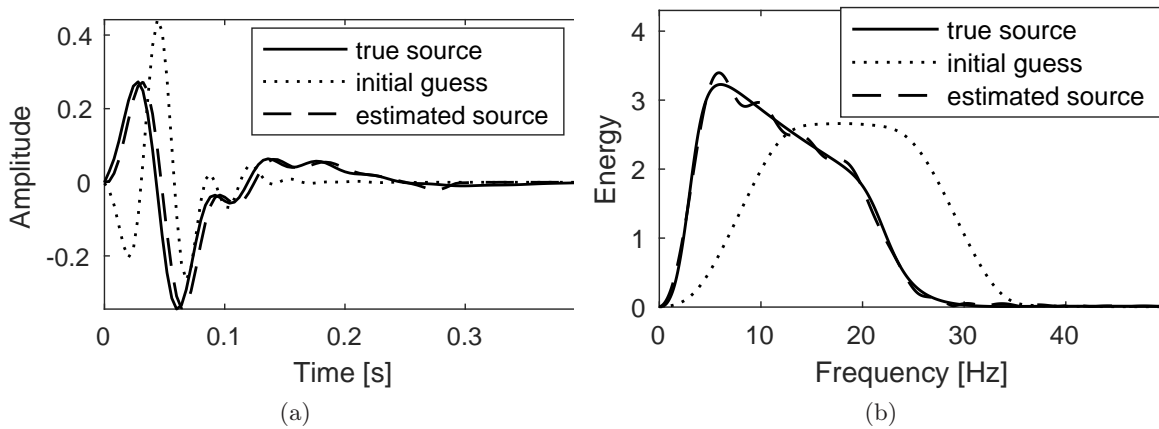 0.4
0.2
0
-0.2
Amplitude
true source
initial guess
estimated source
0
0.1
0.2
0.3
Time [s]
(a)
4
3
2
1
0
Energy
true source
initial guess
estimated source
0
10
20
30
40
Frequency [Hz]
(b)